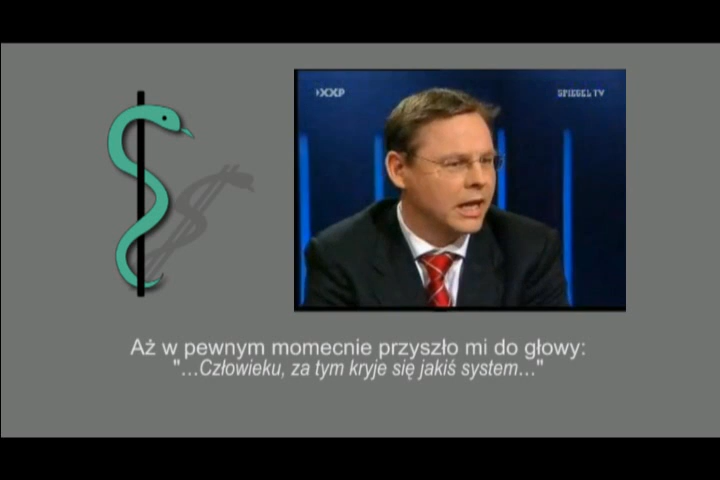 XXP
SPIEGEL TV
Aż w pewnym momecnie przyszło mi do głowy:
"...Człowieku, za tym kryje się jakiś system..."